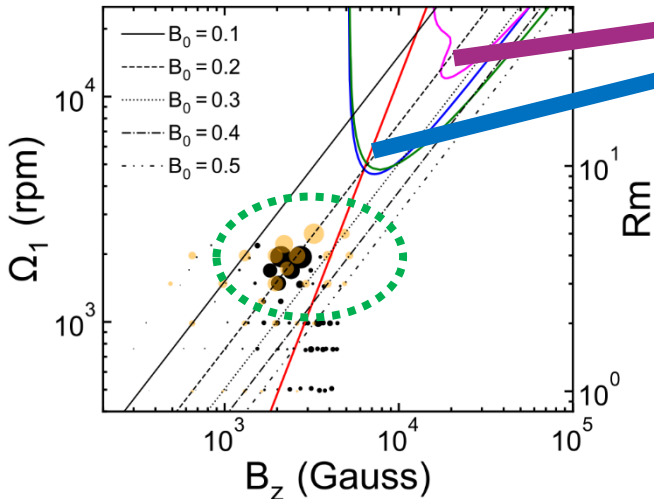 B₀ = 0.1
B₀ = 0.2
B₀ = 0.3
B₀ = 0.4
B₀ = 0.5
10⁴
10³
Ω₁ (rpm)
10¹
10⁰
Rm
10³
10⁴
10⁵
B_z (Gauss)